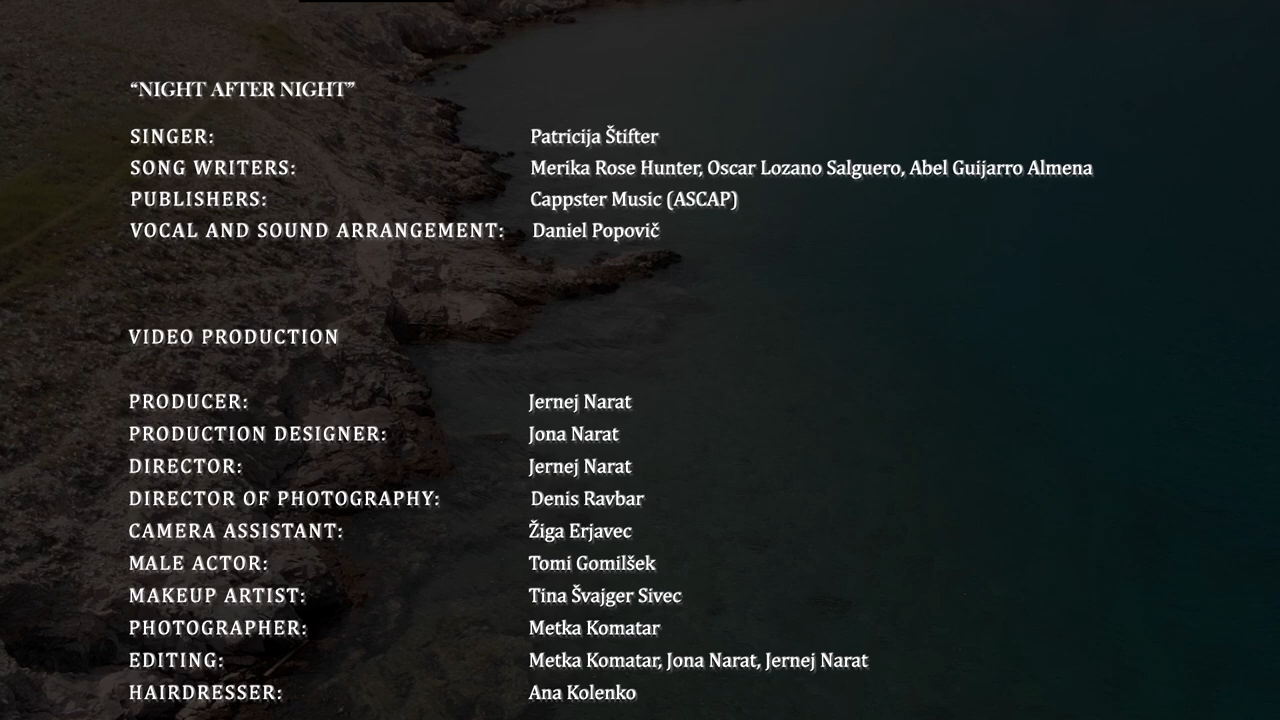 “NIGHT AFTER NIGHT”
SINGER: Patricija Štifter
SONG WRITERS: Merika Rose Hunter, Oscar Lozano Salguero, Abel Guijarro Almena
PUBLISHERS: Cappster Music (ASCAP)
VOCAL AND SOUND ARRANGEMENT: Daniel Popovič
VIDEO PRODUCTION
PRODUCER: Jernej Narat
PRODUCTION DESIGNER: Jona Narat
DIRECTOR: Jernej Narat
DIRECTOR OF PHOTOGRAPHY: Denis Ravbar
CAMERA ASSISTANT: Žiga Erjavec
MALE ACTOR: Tomi Gomilšek
MAKEUP ARTIST: Tina Švajger Sivec
PHOTOGRAPHER: Metka Komatar
EDITING: Metka Komatar, Jona Narat, Jernej Narat
HAIRDRESSER: Ana Kolenko